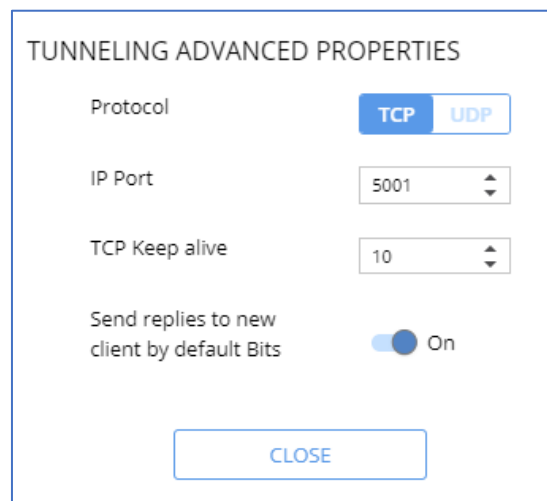 TUNNELING ADVANCED PROPERTIES
Protocol TCP UDP
IP Port 5001
TCP Keep alive 10
Send replies to new
client by default Bits On
CLOSE